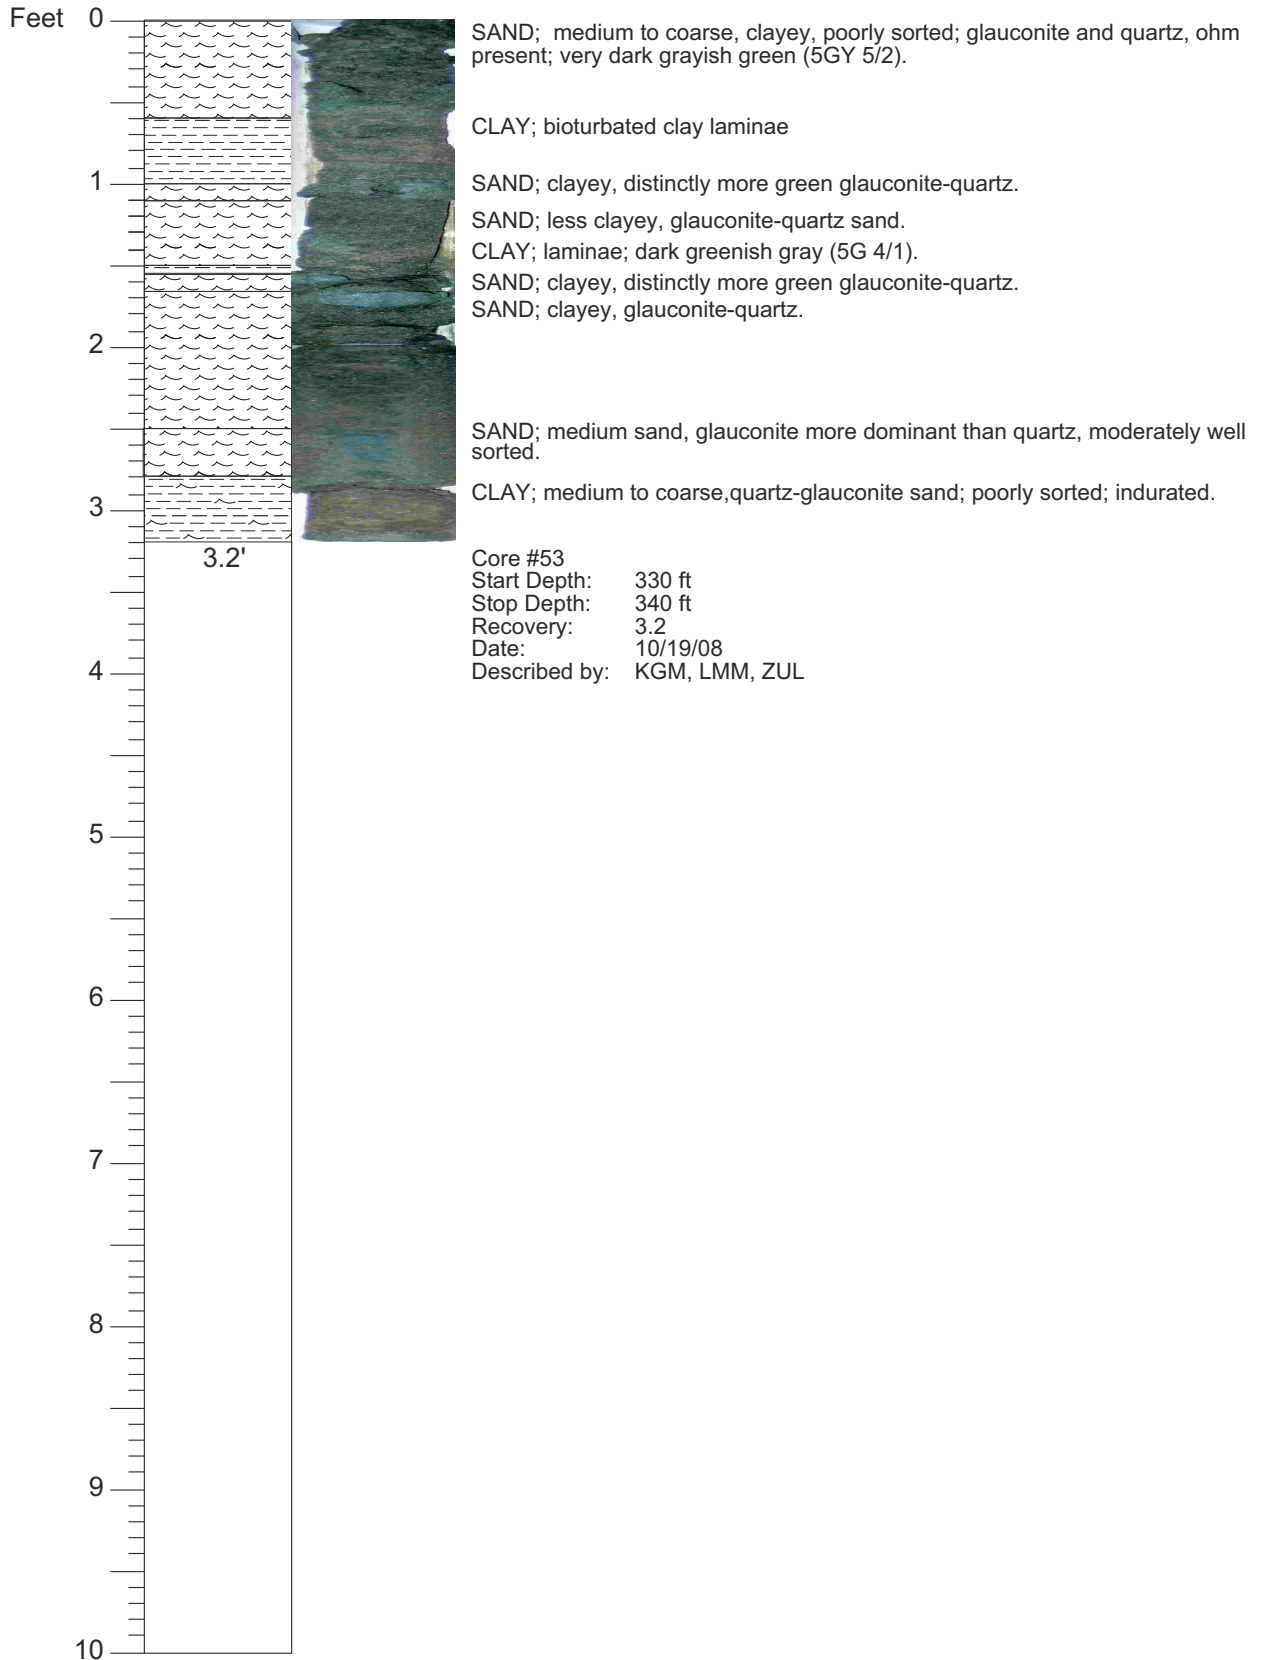 Feet 0
SAND; medium to coarse, clayey, poorly sorted; glauconite and quartz, ohm
present; very dark grayish green (5GY 5/2).
CLAY; bioturbated clay laminae
1
SAND; clayey, distinctly more green glauconite-quartz.
SAND; less clayey, glauconite-quartz sand.
CLAY; laminae; dark greenish gray (5G 4/1).
SAND; clayey, distinctly more green glauconite-quartz.
SAND; clayey, glauconite-quartz.
2
SAND; medium sand, glauconite more dominant than quartz, moderately well
sorted.
CLAY; medium to coarse,quartz-glauconite sand; poorly sorted; indurated.
3
3.2'
Core #53
Start Depth: 330 ft
Stop Depth: 340 ft
Recovery: 3.2
Date: 10/19/08
Described by: KGM, LMM, ZUL
4
5
6
7
8
9
10